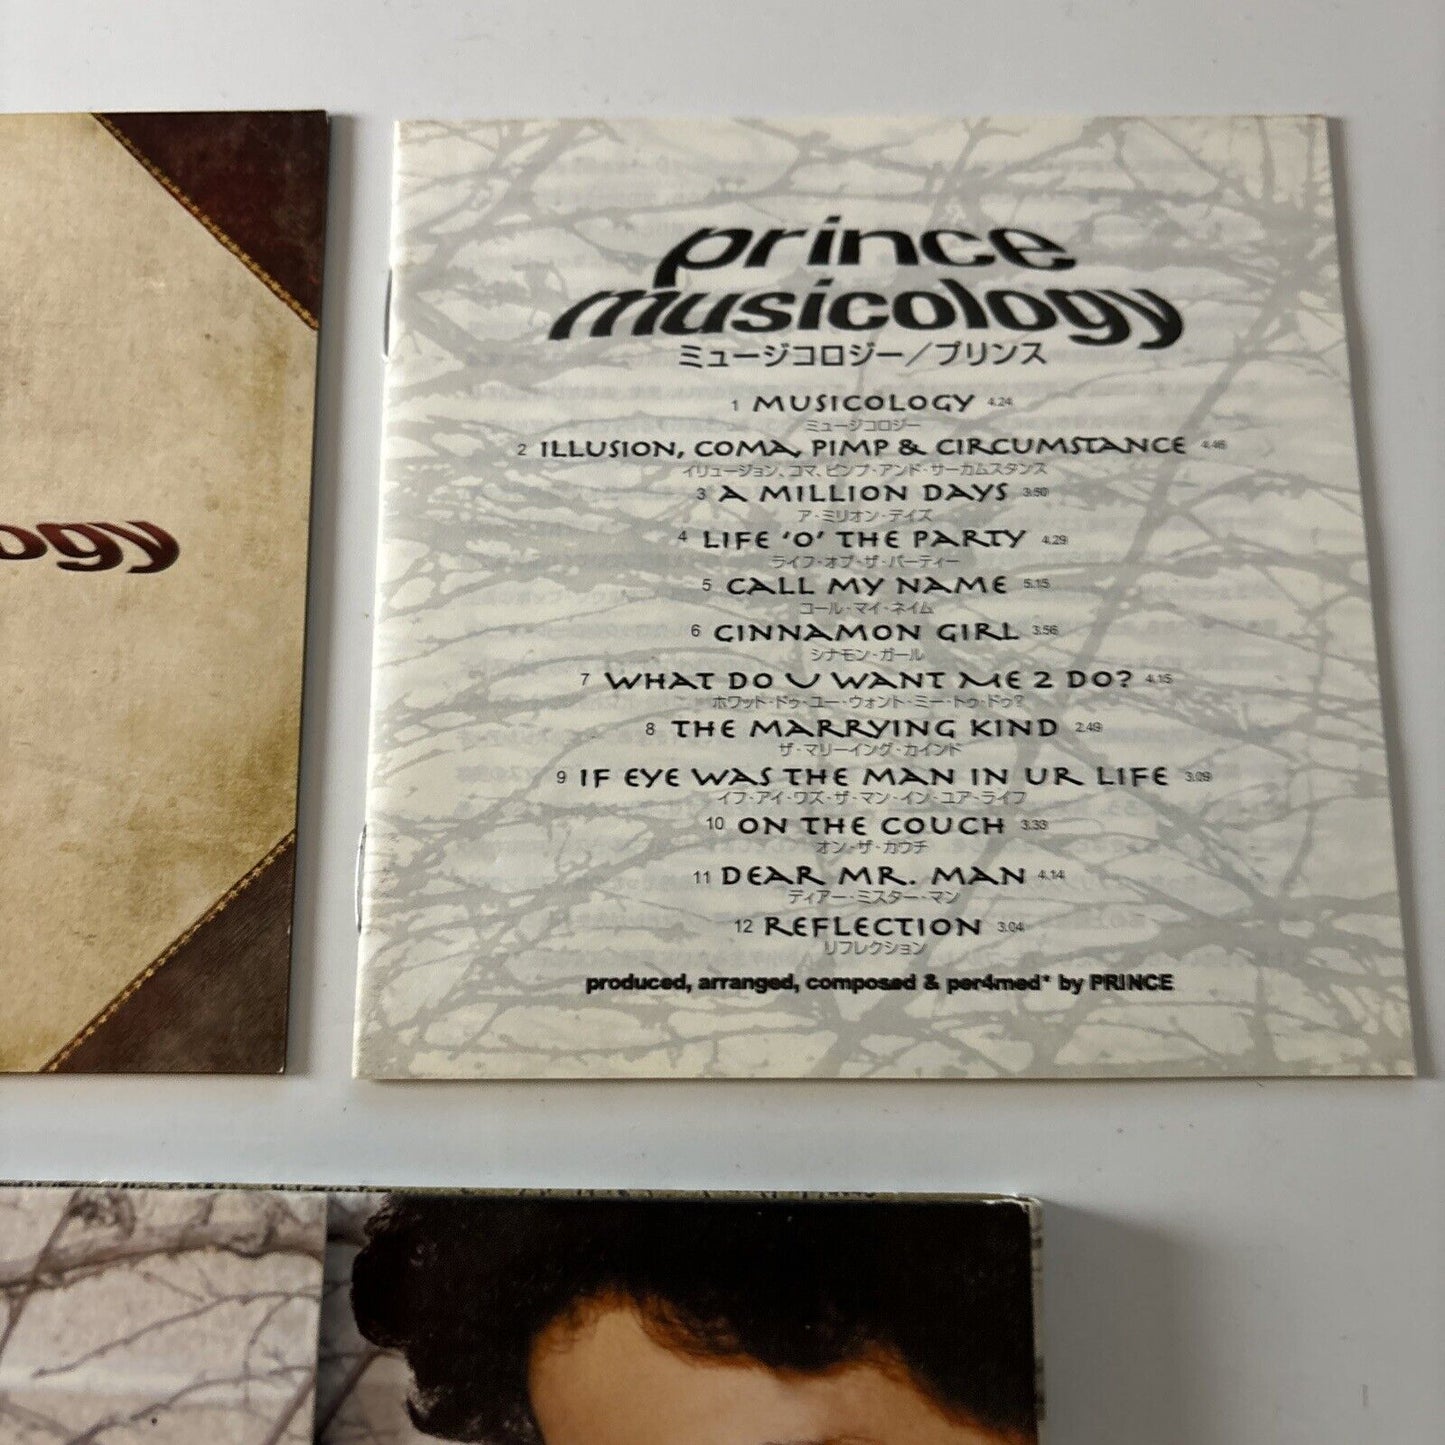 ology
prince
musicology
ミュージコロジー／プリンス
1 MUSICOLOGY 4.24
ミュージコロジー
2 ILLUSION, COMA, PIMP & CIRCUMSTANCE 4.46
イリュージョン、コマ、ピンプ・アンド・サーカムスタンス
3 A MILLION DAYS 3.50
ア・ミリオン・デイズ
4 LIFE 'O' THE PARTY 4.29
ライフ・オブ・ザ・パーティー
5 CALL MY NAME 5.15
コール・マイ・ネイム
6 CINNAMON GIRL 3.56
シナモン・ガール
7 WHAT DO U WANT ME 2 DO? 4.15
ホワット・ドゥ・ユー・ウォント・ミー・トゥ・ドゥ?
8 THE MARRYING KIND 2.49
ザ・マリーイング・カインド
9 IF EYE WAS THE MAN IN UR LIFE 3.09
イフ・アイ・ワズ・ザ・マン・イン・ユア・ライフ
10 ON THE COUCH 3.33
オン・ザ・カウチ
11 DEAR MR. MAN 4.14
ディアー・ミスター・マン
12 REFLECTION 3.04
リフレクション
produced, arranged, composed & per4med* by PRINCE